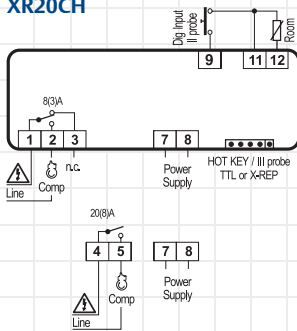 XR20CH
Dig Input
II probe
Room
9 11 12
8(3)A
1 2 3 7 8
Line
Comp
n.c.
Power
Supply
HOT KEY / III probe
TTL or X-REP
20(8)A
4 5 7 8
Line
Comp
Power
Supply